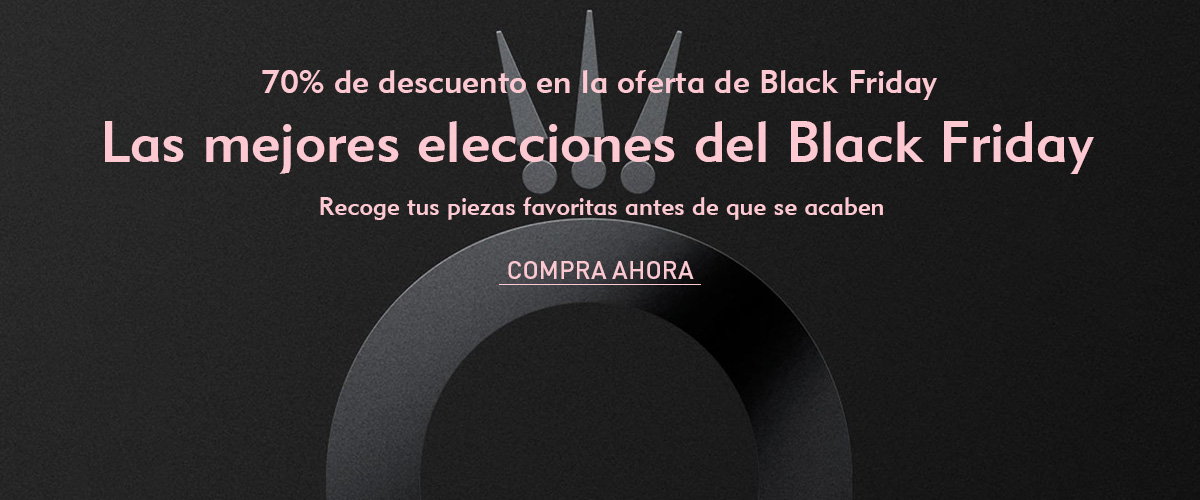 70% de descuento en la oferta de Black Friday
Las mejores elecciones del Black Friday
Recoge tus piezas favoritas antes de que se acaben
COMPRA AHORA